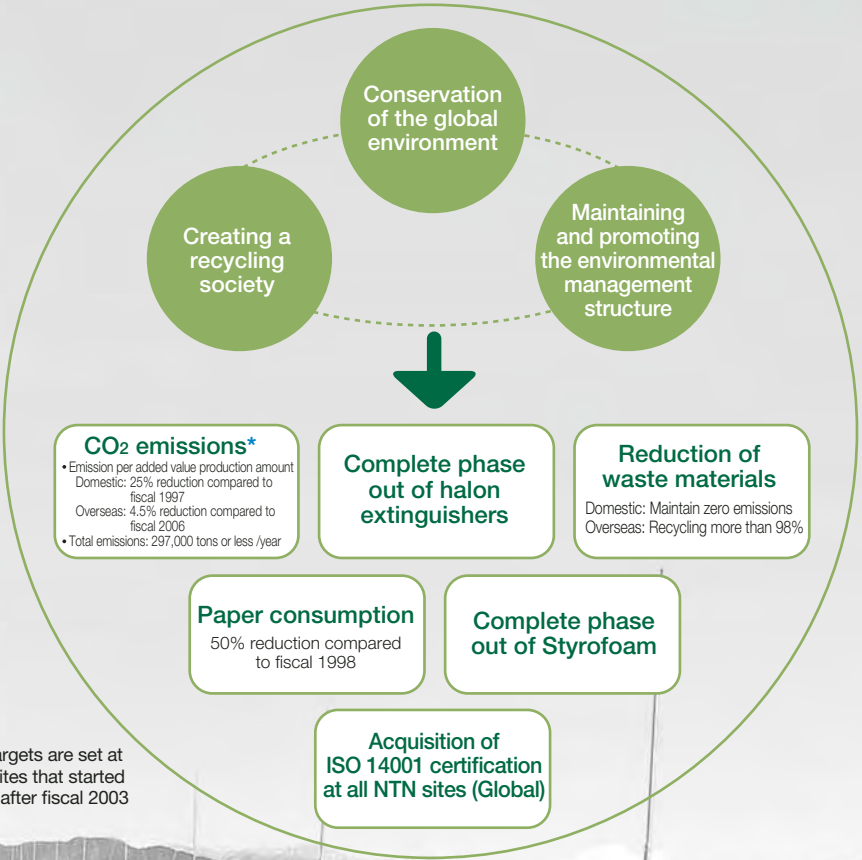 Conservation
of the global
environment
Creating a
recycling
society
Maintaining
and promoting
the environmental
management
structure
CO2 emissions*
• Emission per added value production amount
Domestic: 25% reduction compared to
fiscal 1997
Overseas: 4.5% reduction compared to
fiscal 2006
• Total emissions: 297,000 tons or less /year
Complete phase
out of halon
extinguishers
Reduction of
waste materials
Domestic: Maintain zero emissions
Overseas: Recycling more than 98%
Paper consumption
50% reduction compared
to fiscal 1998
Complete phase
out of Styrofoam
Acquisition of
ISO 14001 certification
at all NTN sites (Global)
argets are set at
ites that started
after fiscal 2003